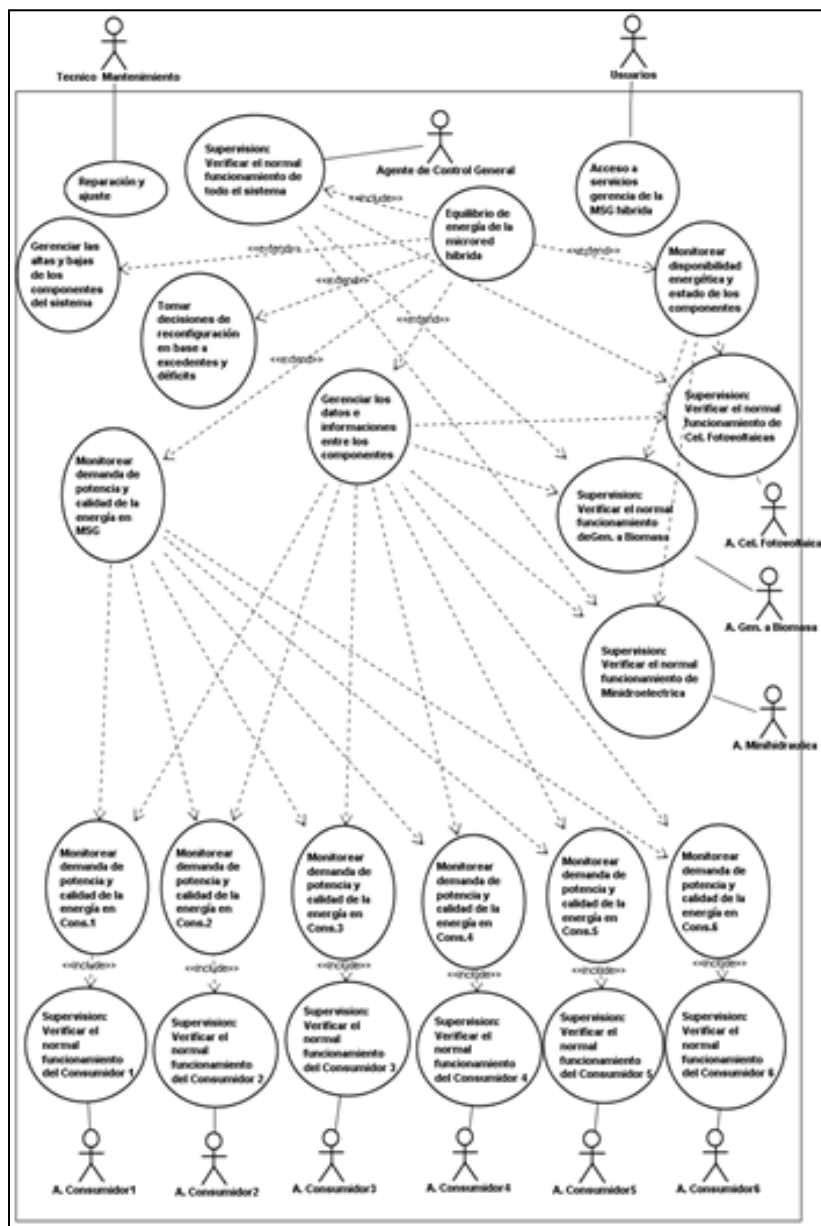 Tecnico Mantenimiento
Usuarios
Supervision:
Verificar el normal
funcionamiento de
todo el sistema
Agente de Control General
Reparación y
ajuste
Acceso a
servicios
gerencia de la
MSG hibrida
<<include>>
Equilibrio de
energía de la
microred
hibrida
Gerenciar las
altas y bajas
de los
componentes
del sistema
<<extend>>
<<extend>>
Monitorear
disponibilidad
energética y
estado de los
componentes
<<extend>>
Tomar
decisiones de
reconfiguración
en base a
excedentes y
déficits
<<extend>>
<<extend>>
Gerenciar los
datos e
informaciones
entre los
componentes
Supervision:
Verificar el normal
funcionamiento de
Cel. Fotovoltaicas
Monitorear
demanda de
potencia y
calidad de la
energía en
MSG
Supervision:
Verificar el normal
funcionamiento
deGen. a Biomasa
A. Cel. Fotovoltaica
A. Gen. a Biomasa
Supervision:
Verificar el normal
funcionamiento de
Minidroelectrica
A. Minihidraulica
Monitorear
demanda de
potencia y
calidad de la
energía en
Cons.1
Monitorear
demanda de
potencia y
calidad de la
energía en
Cons.2
Monitorear
demanda de
potencia y
calidad de la
energía en
Cons.3
Monitorear
demanda de
potencia y
calidad de la
energía en
Cons.4
Monitorear
demanda de
potencia y
calidad de la
energía en
Cons.5
Monitorear
demanda de
potencia y
calidad de la
energía en
Cons.6
<<include>>
<<include>>
<<include>>
<<include>>
<<include>>
<<include>>
Supervision:
Verificar el
normal
funcionamiento
del Consumidor 1
Supervision:
Verificar el
normal
funcionamiento
del Consumidor 2
Supervision:
Verificar el
normal
funcionamiento
del Consumidor 3
Supervision:
Verificar el
normal
funcionamiento
del Consumidor 4
Supervision:
Verificar el
normal
funcionamiento
del Consumidor 5
Supervision:
Verificar el
normal
funcionamiento
del Consumidor 6
A. Consumidor1
A. Consumidor2
A. Consumidor3
A. Consumidor4
A. Consumidor5
A. Consumidor6